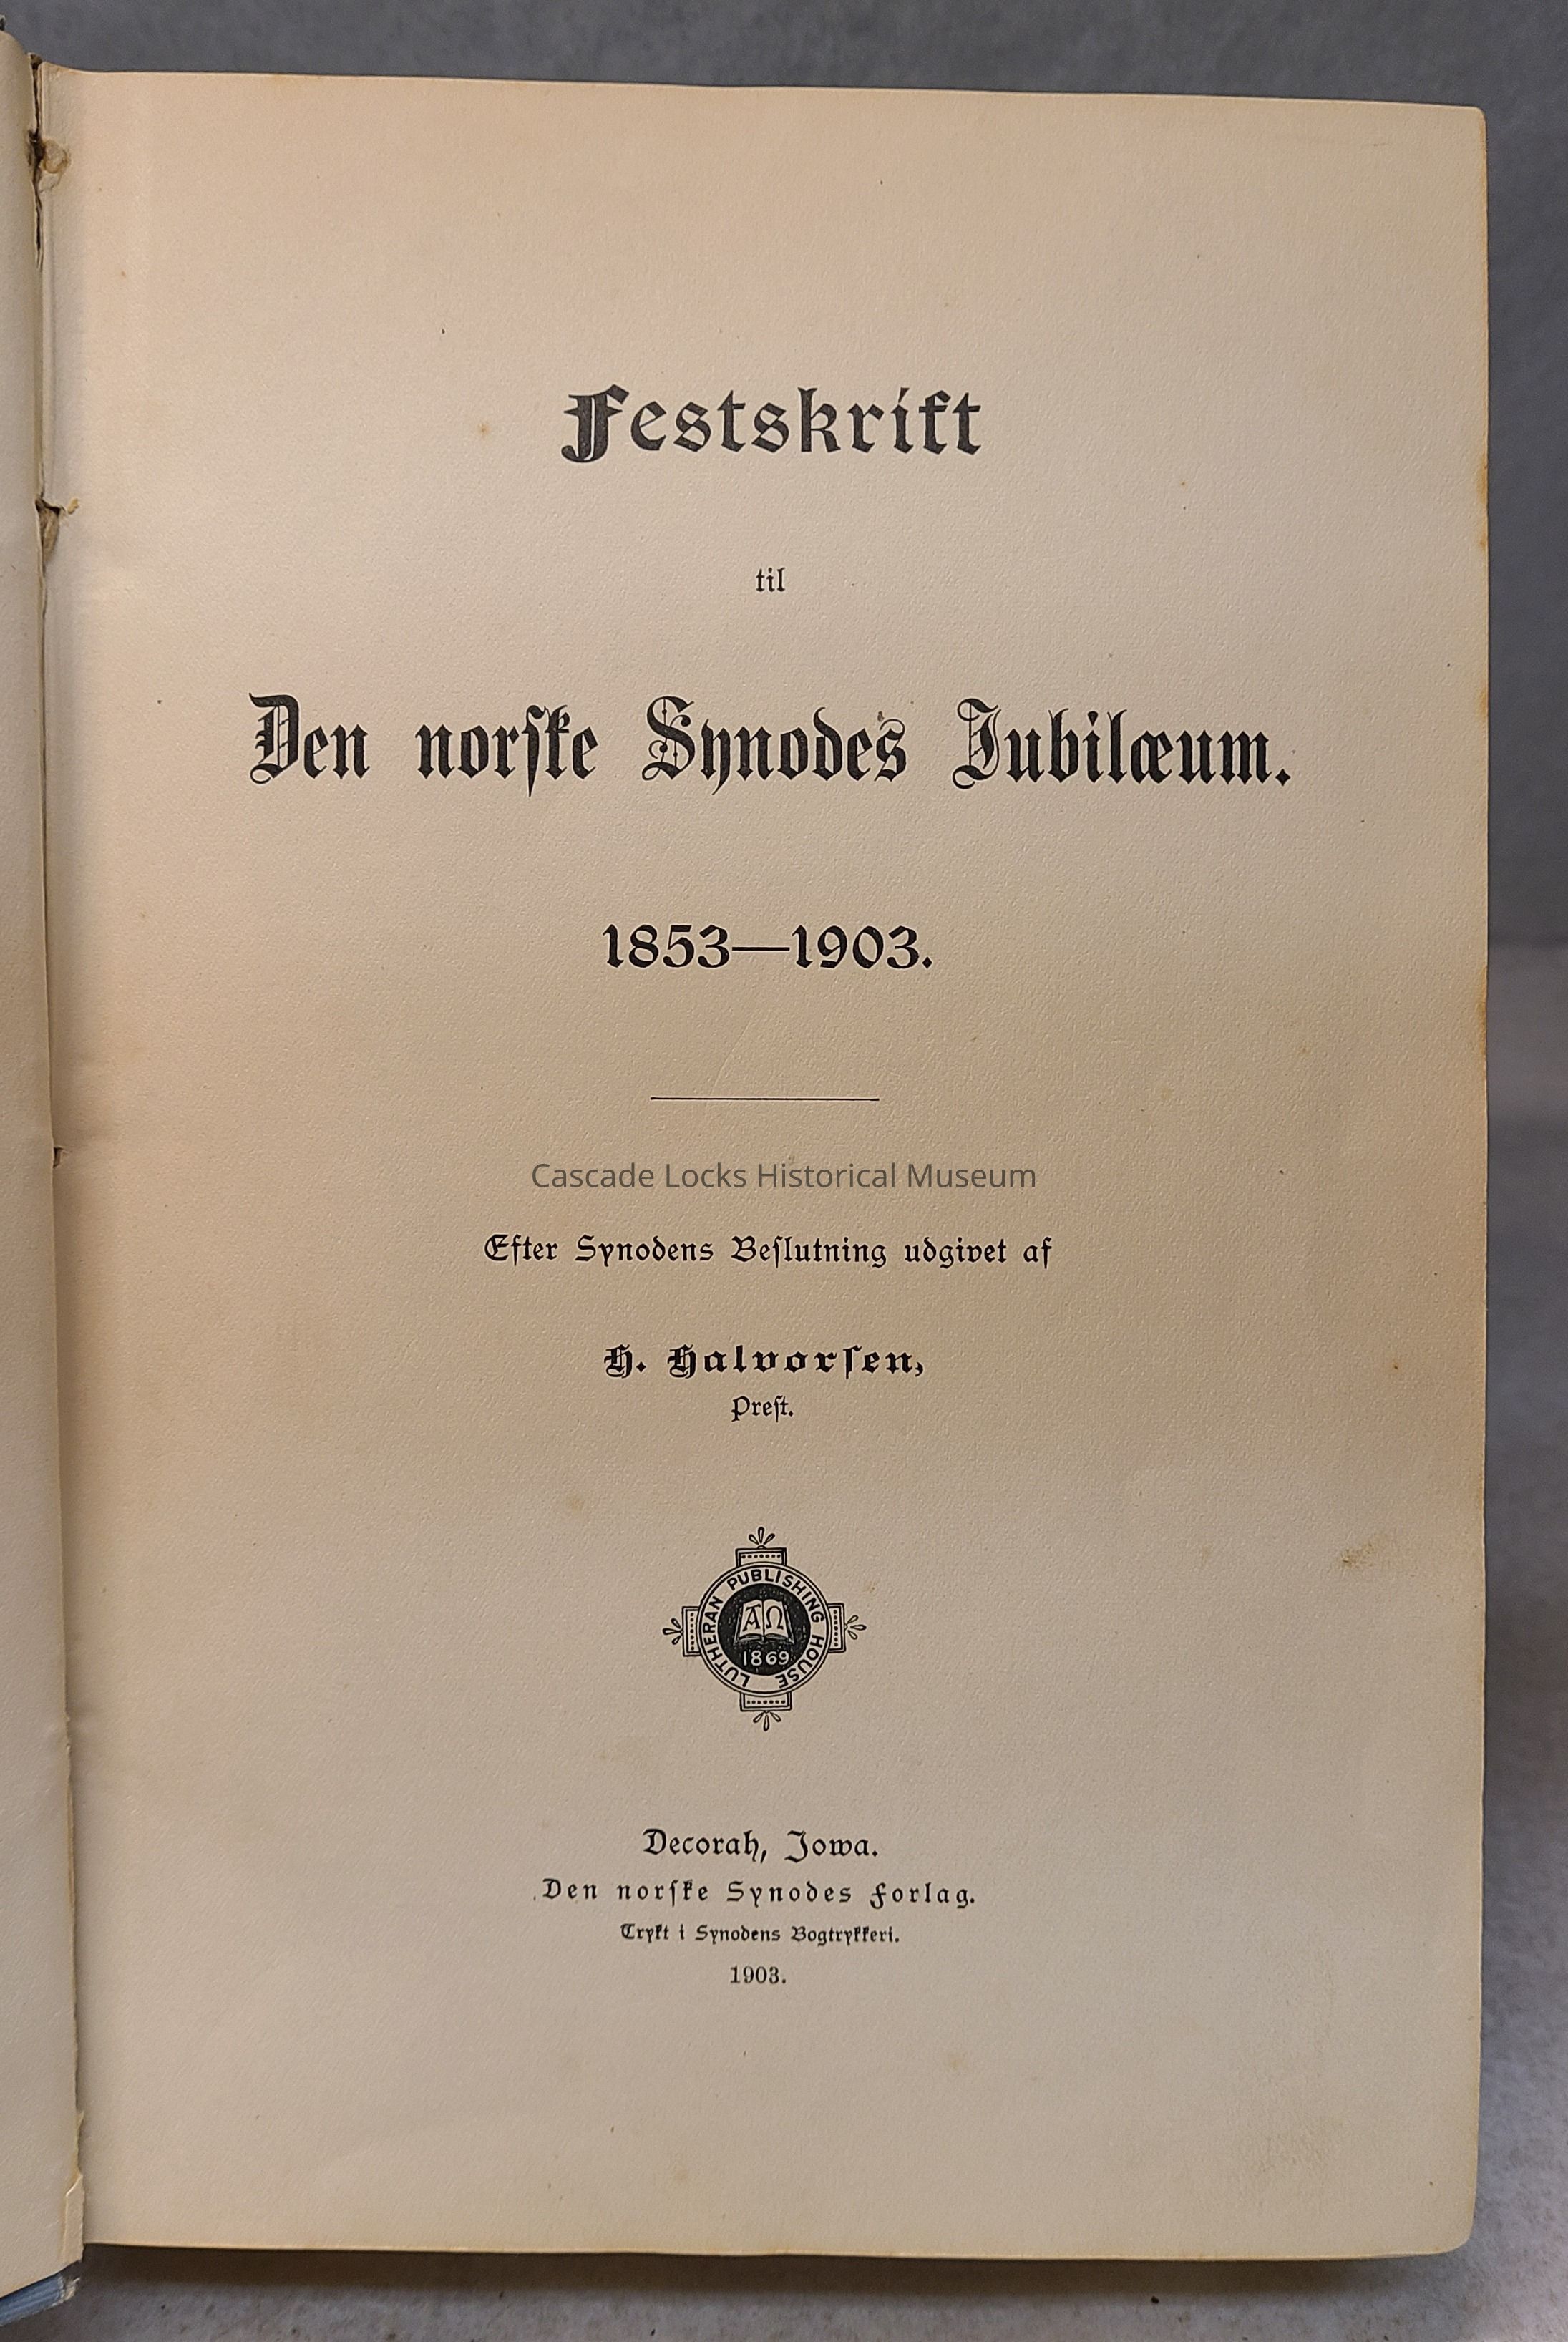 Festskrift
til
Den norske Synodes Jubilæum.
1853—1903.
Cascade Locks Historical Museum
Efter Synodens Beslutning udgivet af
H. Halvorsen,
Prest.
LUTHERAN PUBLISHING HOUSE
ΑΩ
1869
Decorah, Iowa.
Den norske Synodes Forlag.
Trykt i Synodens Bogtrykkeri.
1903.